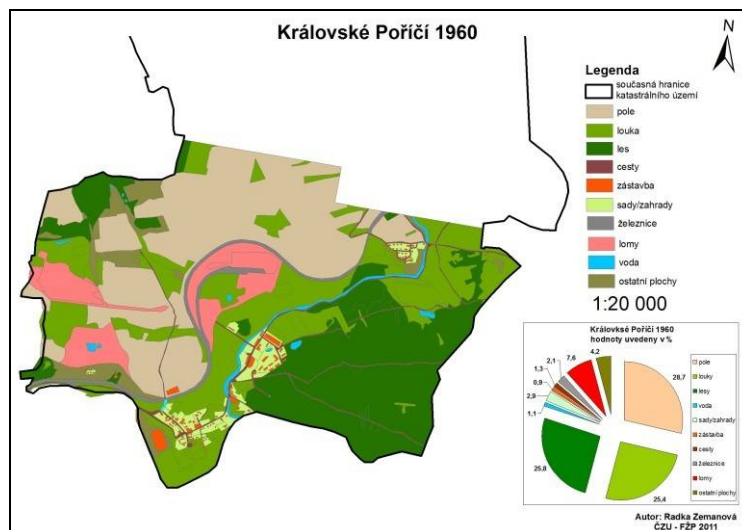 Královské Poříčí 1960
N
Legenda
současná hranice
katastrálního území
pole
louka
les
cesty
zástavba
sady/zahrady
železnice
lomy
voda
ostatní plochy
1:20 000
Královské Poříčí 1960
hodnoty uvedeny v %
28,7
25,4
25,8
1,1
2,9
0,9
1,3
2,1
7,6
4,2
pole
louky
lesy
voda
sady/zahrady
zástavba
cesty
železnice
lomy
ostatní plochy
Autor: Radka Zemanová
ČZU - FŽP 2011